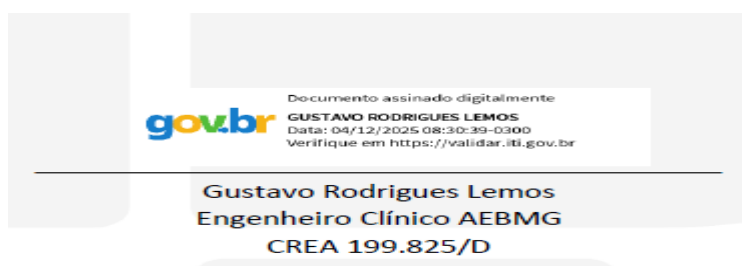 gov.br
Documento assinado digitalmente
GUSTAVO RODRIGUES LEMOS
Data: 04/12/2025 08:30:39-0300
Verifique em https://validar.iti.gov.br
Gustavo Rodrigues Lemos
Engenheiro Clínico AEBMG
CREA 199.825/D